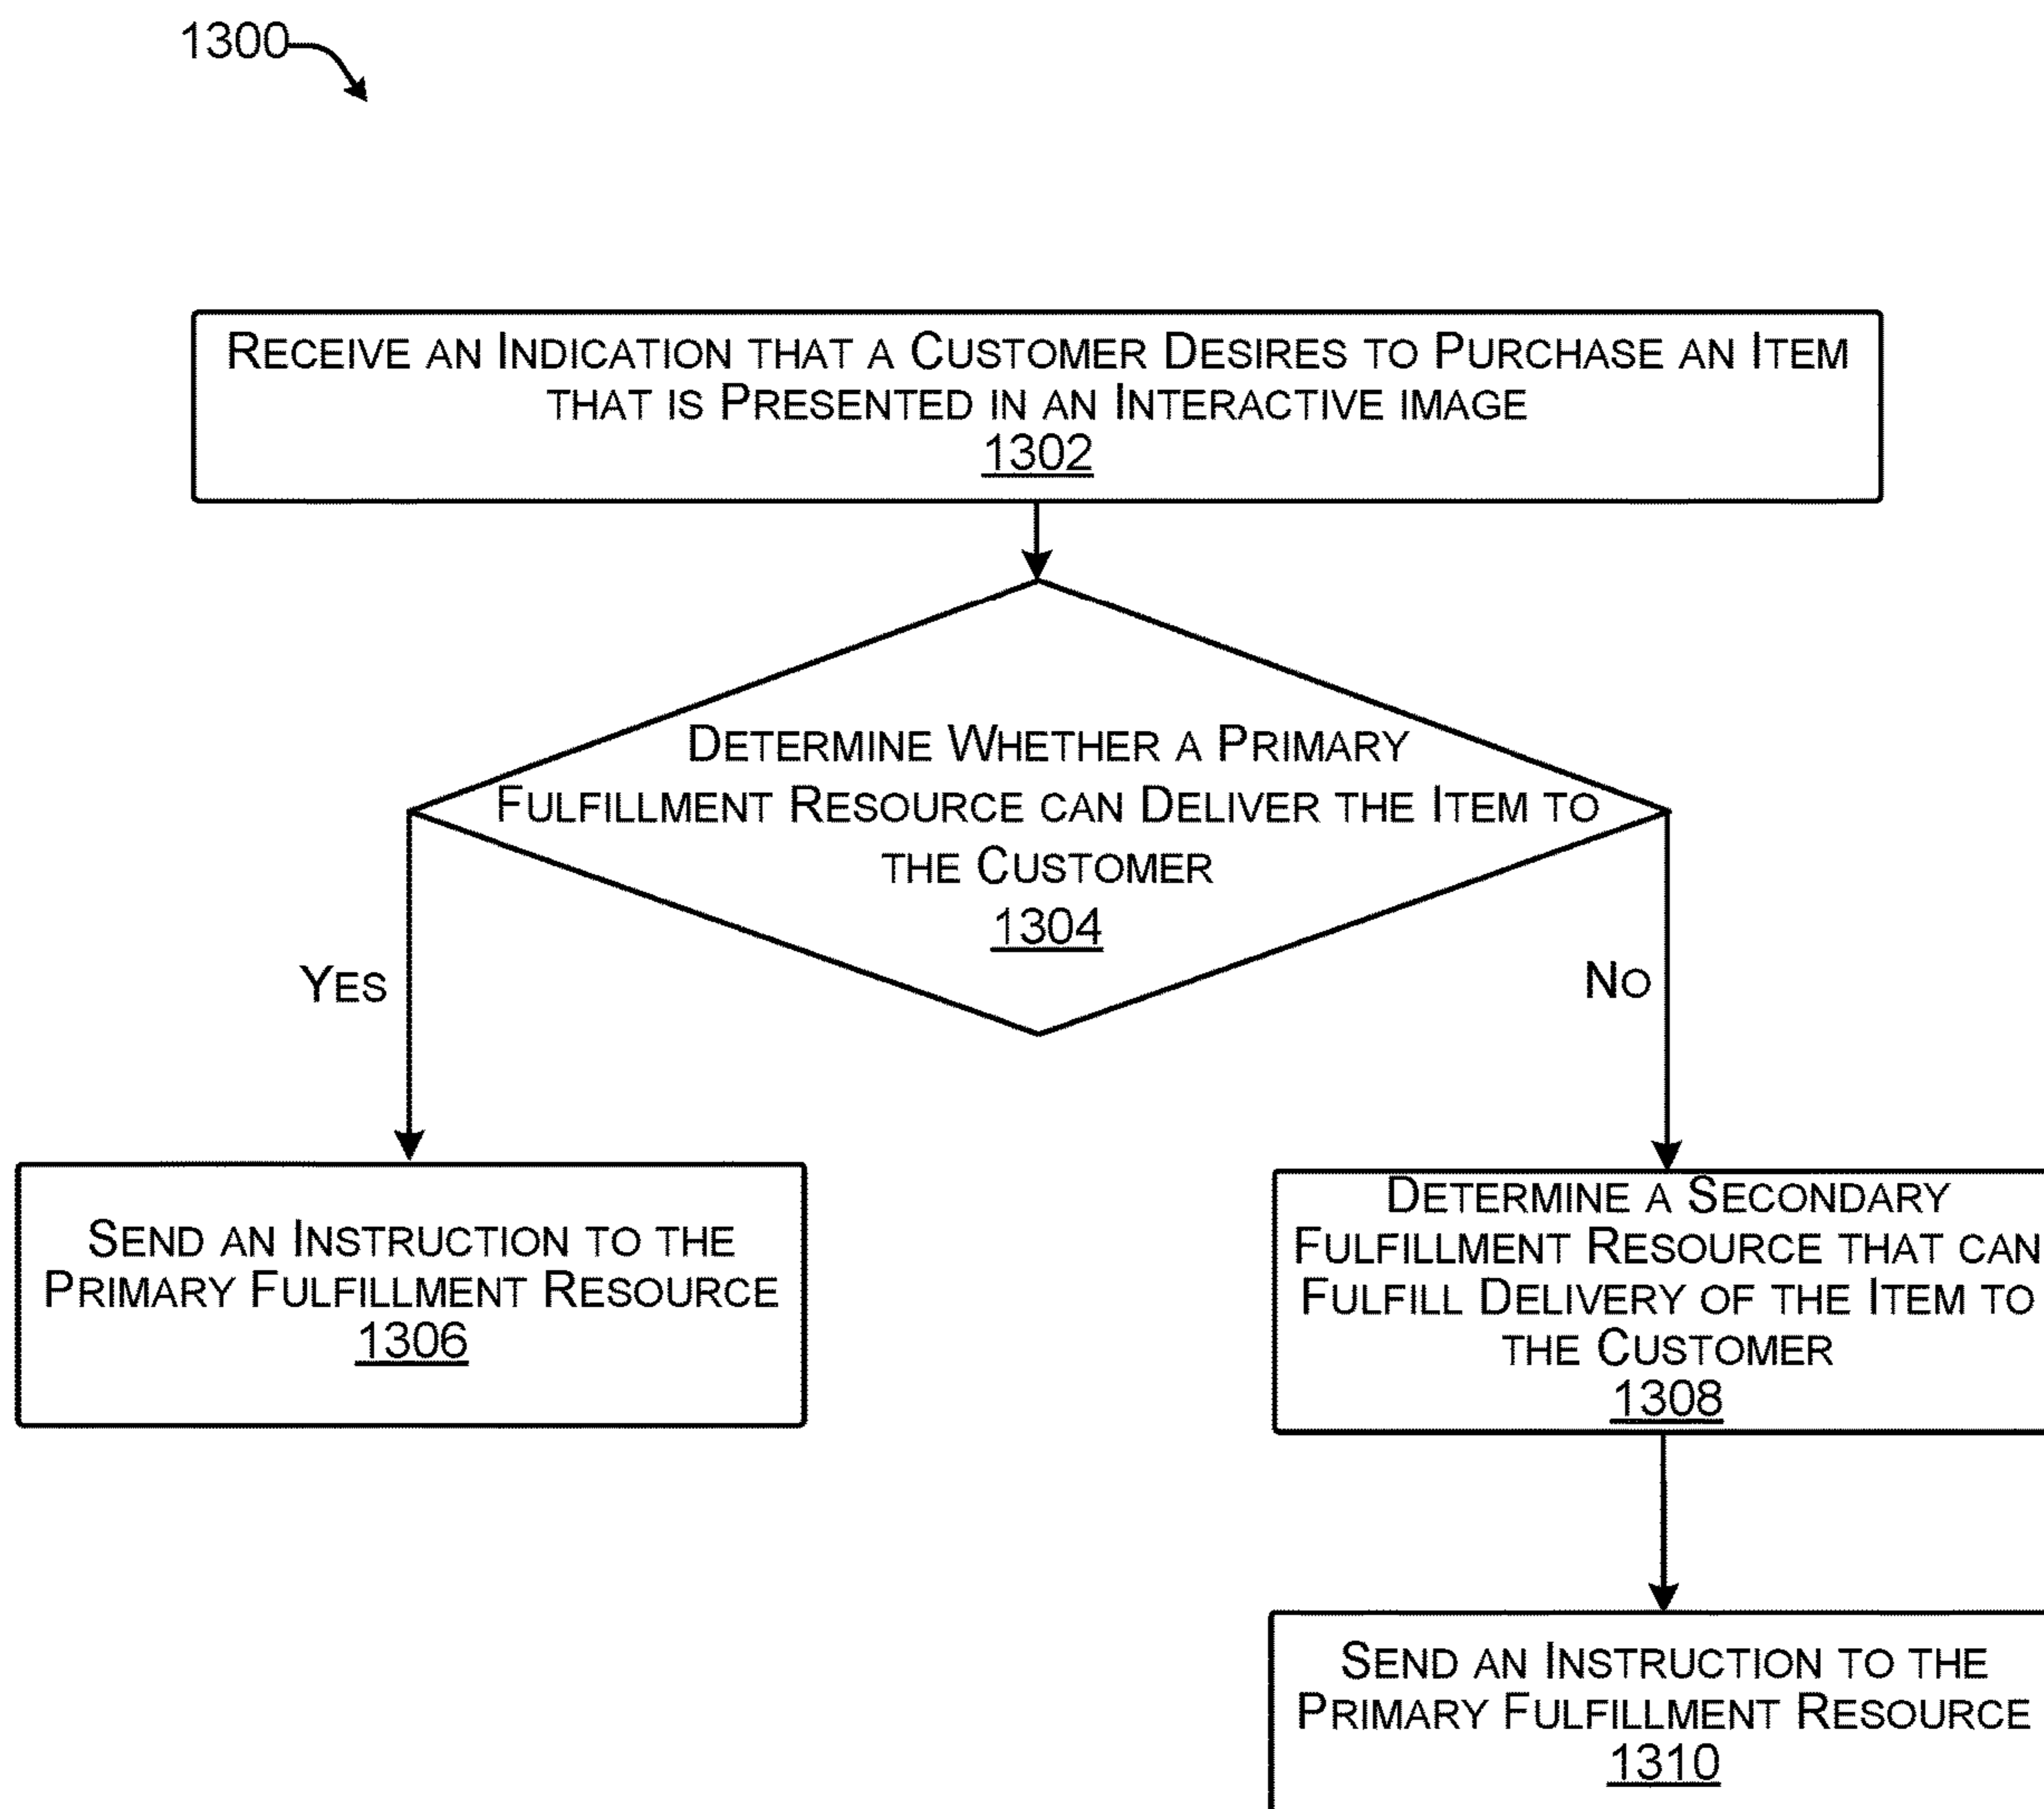 1300
Receive an Indication that a Customer Desires to Purchase an Item
that is Presented in an Interactive image
1302
Determine Whether a Primary
Fulfillment Resource can Deliver the Item to
the Customer
1304
Yes
No
Send an Instruction to the
Primary Fulfillment Resource
1306
Determine a Secondary
Fulfillment Resource that can
Fulfill Delivery of the Item to
the Customer
1308
Send an Instruction to the
Primary Fulfillment Resource
1310